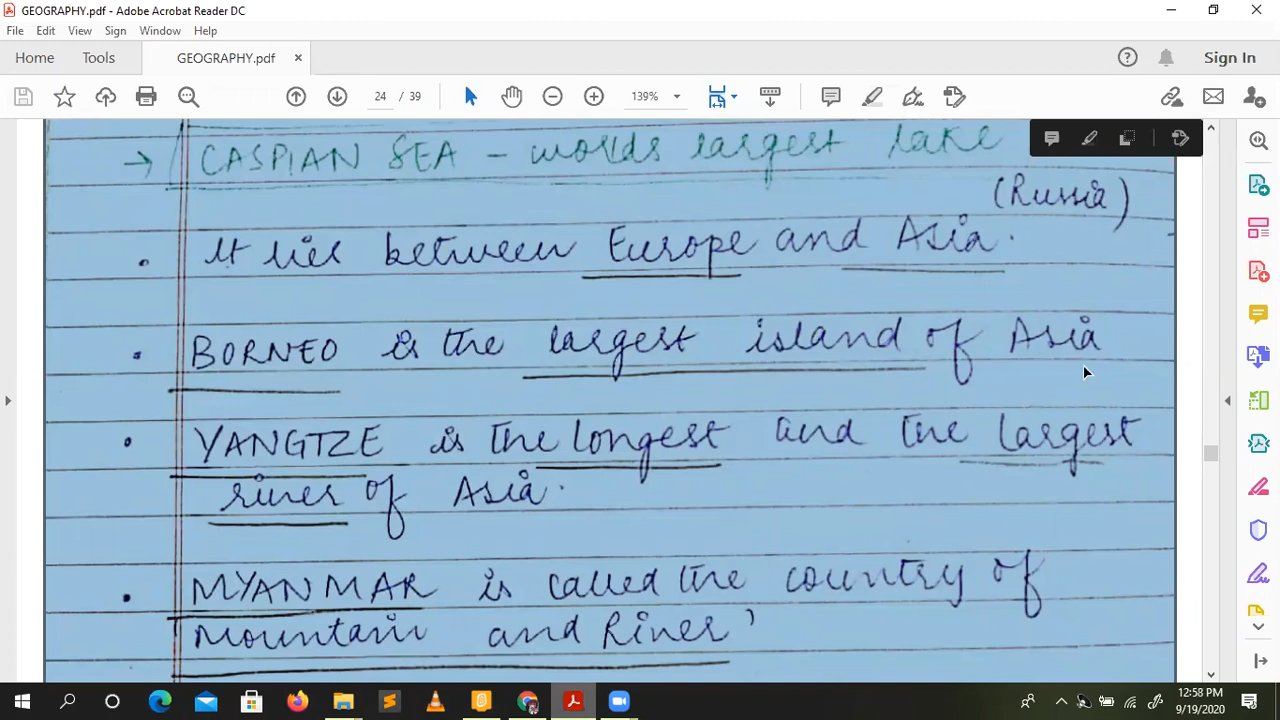 GEOGRAPHY.pdf - Adobe Acrobat Reader DC
File Edit View Sign Window Help
Home Tools GEOGRAPHY.pdf × Sign In
24 / 39 139%
→ CASPIAN SEA – worlds largest lake
(Russia)
. It lies between Europe and Asia.
. BORNEO is the largest island of Asia
. YANGTZE is the longest and the largest
river of Asia.
. MYANMAR is called the country of
Mountain and River'
12:58 PM
9/19/2020